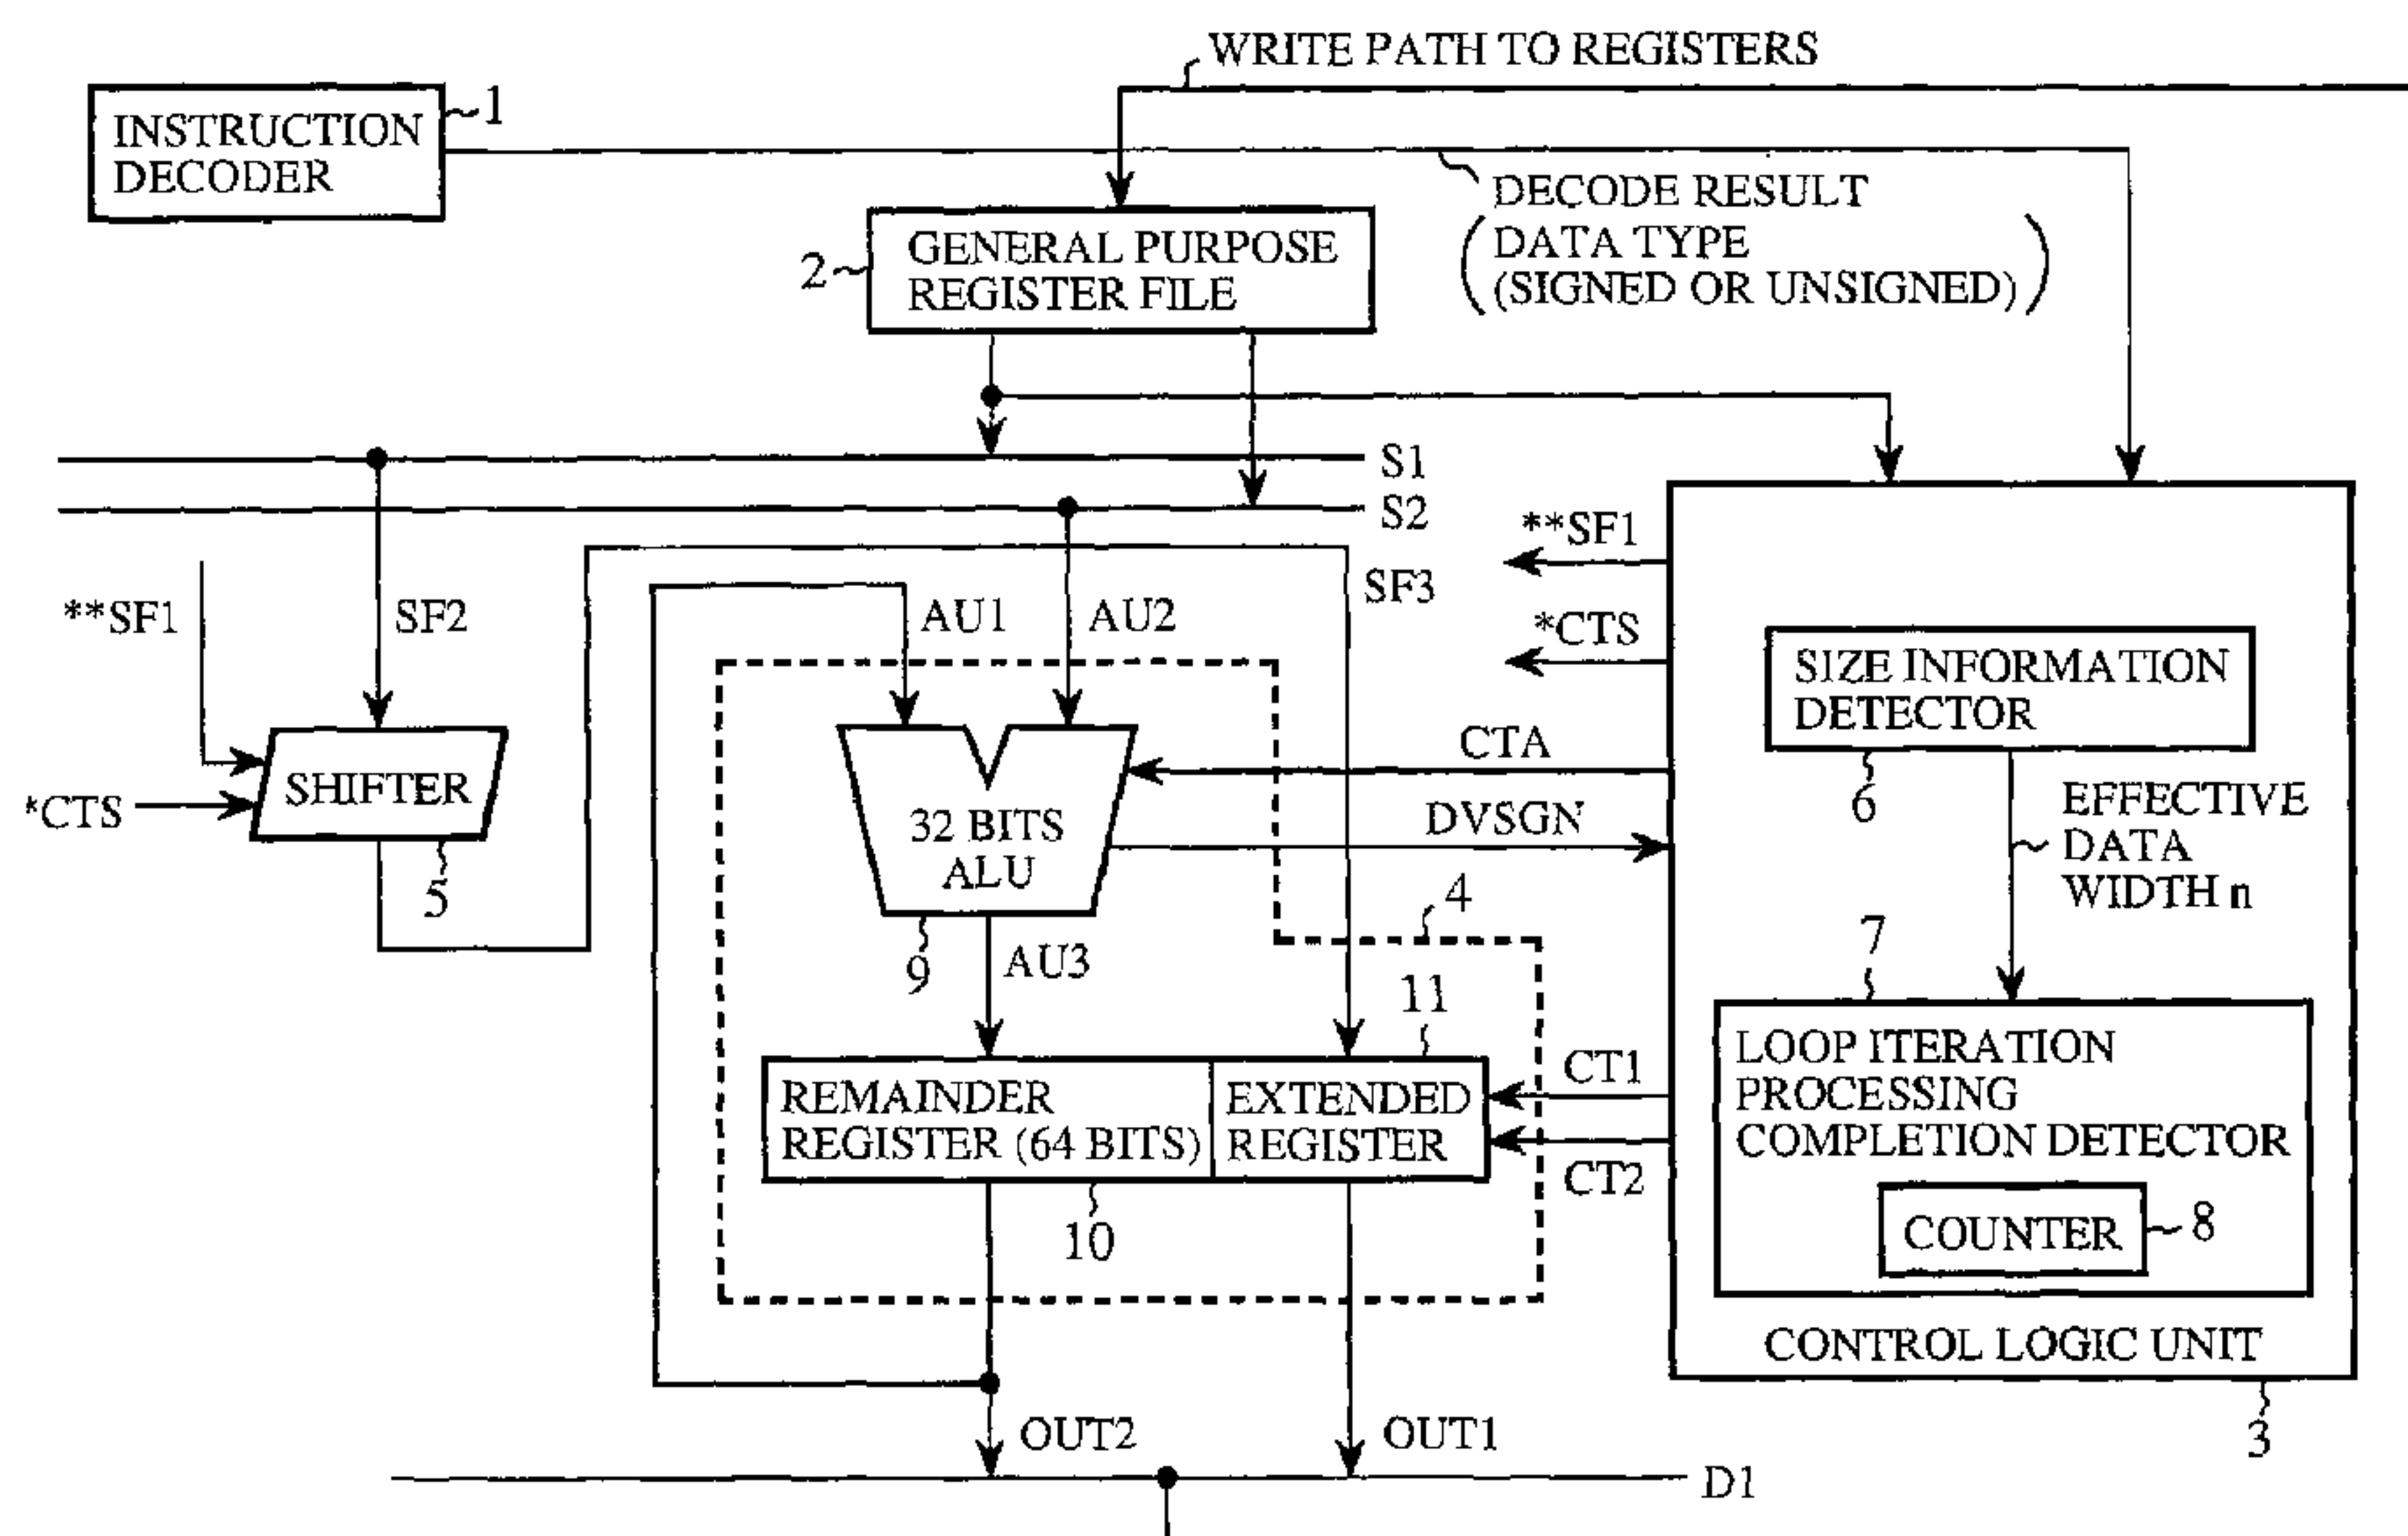 WRITE PATH TO REGISTERS
INSTRUCTION
DECODER
1
DECODE RESULT
DATA TYPE
(SIGNED OR UNSIGNED)
GENERAL PURPOSE
REGISTER FILE
2
S1
S2
**SF1
SF2
AU1
AU2
SF3
**SF1
*CTS
SHIFTER
*CTS
5
32 BITS
ALU
9
AU3
CTA
DVSGN
4
SIZE INFORMATION
DETECTOR
6
EFFECTIVE
DATA
WIDTH n
7
LOOP ITERATION
PROCESSING
COMPLETION DETECTOR
COUNTER
8
CONTROL LOGIC UNIT
3
11
REMAINDER
REGISTER (64 BITS)
EXTENDED
REGISTER
CT1
CT2
10
OUT2
OUT1
D1